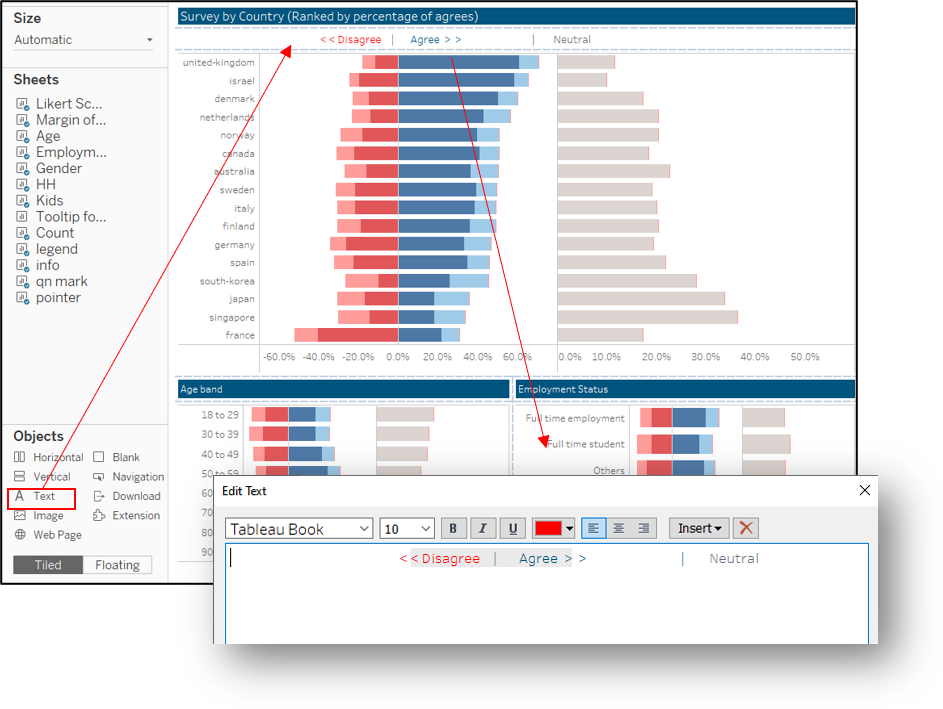 Size
Automatic
Sheets
Likert Sc...
Margin of...
Age
Employm...
Gender
HH
Kids
Tooltip fo...
Count
legend
info
qn mark
pointer
Objects
Horizontal
Blank
Vertical
Navigation
A Text
Download
Image
Extension
Web Page
Tiled Floating
Survey by Country (Ranked by percentage of agrees)
<< Disagree | Agree > > | Neutral
united-kingdom
israel
denmark
netherlands
norway
canada
australia
sweden
italy
finland
germany
spain
south-korea
japan
singapore
france
-60.00% -40.00% -20.00% 0.0% 20.00% 40.00% 60.0% 0.0% 10.0% 20.0% 30.0% 40.0% 50.0%
Age band
18 to 29
30 to 39
40 to 49
50 to 59
60
70
80
90
Employment Status
Full time employment
Full time student
Others
Edit Text
Tableau Book 10 B I U Insert
< < Disagree | Agree > > | Neutral